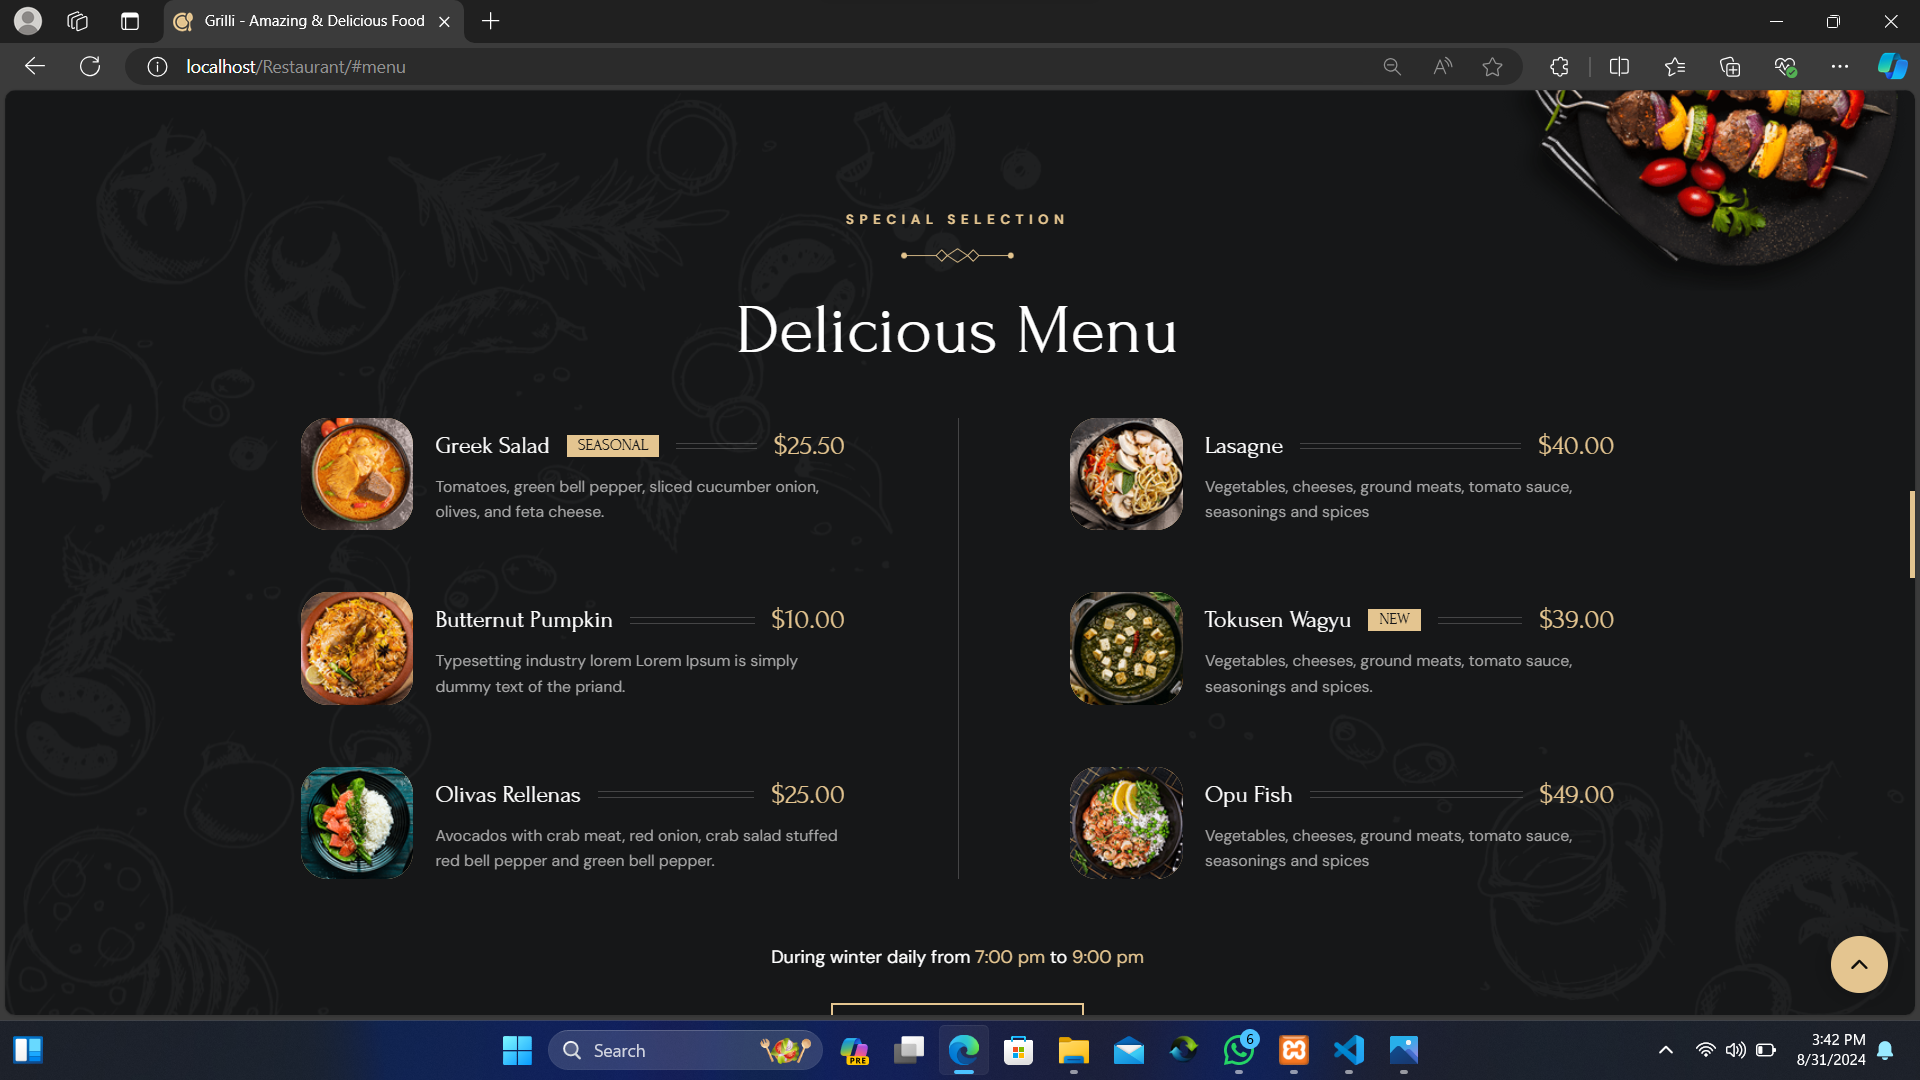 Grilli - Amazing & Delicious Food
localhost/Restaurant/#menu
SPECIAL SELECTION
Delicious Menu
Greek Salad SEASONAL $25.50
Tomatoes, green bell pepper, sliced cucumber onion,
olives, and feta cheese.
Butternut Pumpkin $10.00
Typesetting industry lorem Lorem Ipsum is simply
dummy text of the priand.
Olivas Rellenas $25.00
Avocados with crab meat, red onion, crab salad stuffed
red bell pepper and green bell pepper.
Lasagne $40.00
Vegetables, cheeses, ground meats, tomato sauce,
seasonings and spices
Tokusen Wagyu NEW $39.00
Vegetables, cheeses, ground meats, tomato sauce,
seasonings and spices.
Opu Fish $49.00
Vegetables, cheeses, ground meats, tomato sauce,
seasonings and spices
During winter daily from 7:00 pm to 9:00 pm
Search
PRE
6
3:42 PM
8/31/2024